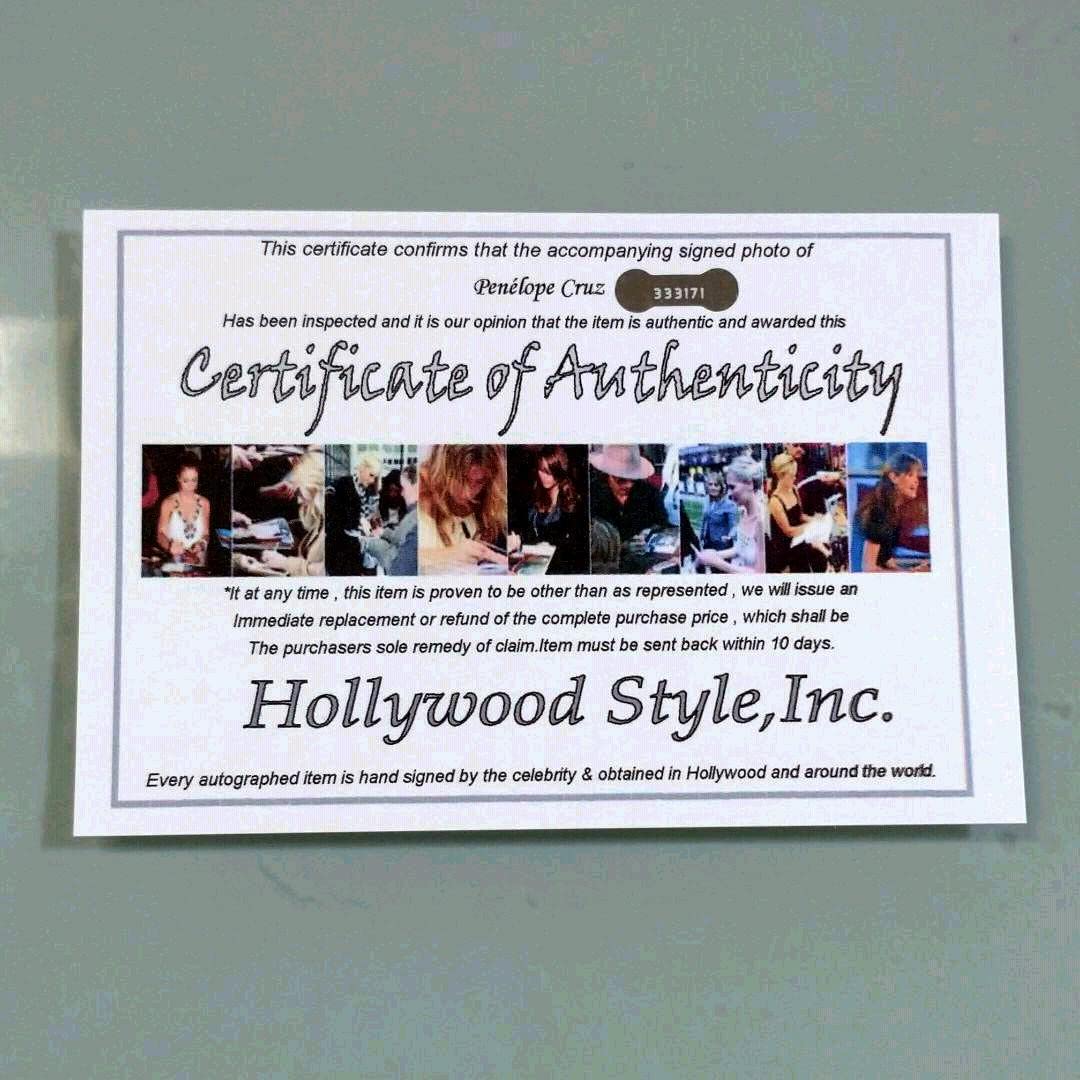 This certificate confirms that the accompanying signed photo of
Penélope Cruz 333171
Has been inspected and it is our opinion that the item is authentic and awarded this
Certificate of Authenticity
*It at any time , this item is proven to be other than as represented , we will issue an
Immediate replacement or refund of the complete purchase price , which shall be
The purchasers sole remedy of claim.Item must be sent back within 10 days.
Hollywood Style,Inc.
Every autographed item is hand signed by the celebrity & obtained in Hollywood and around the world.